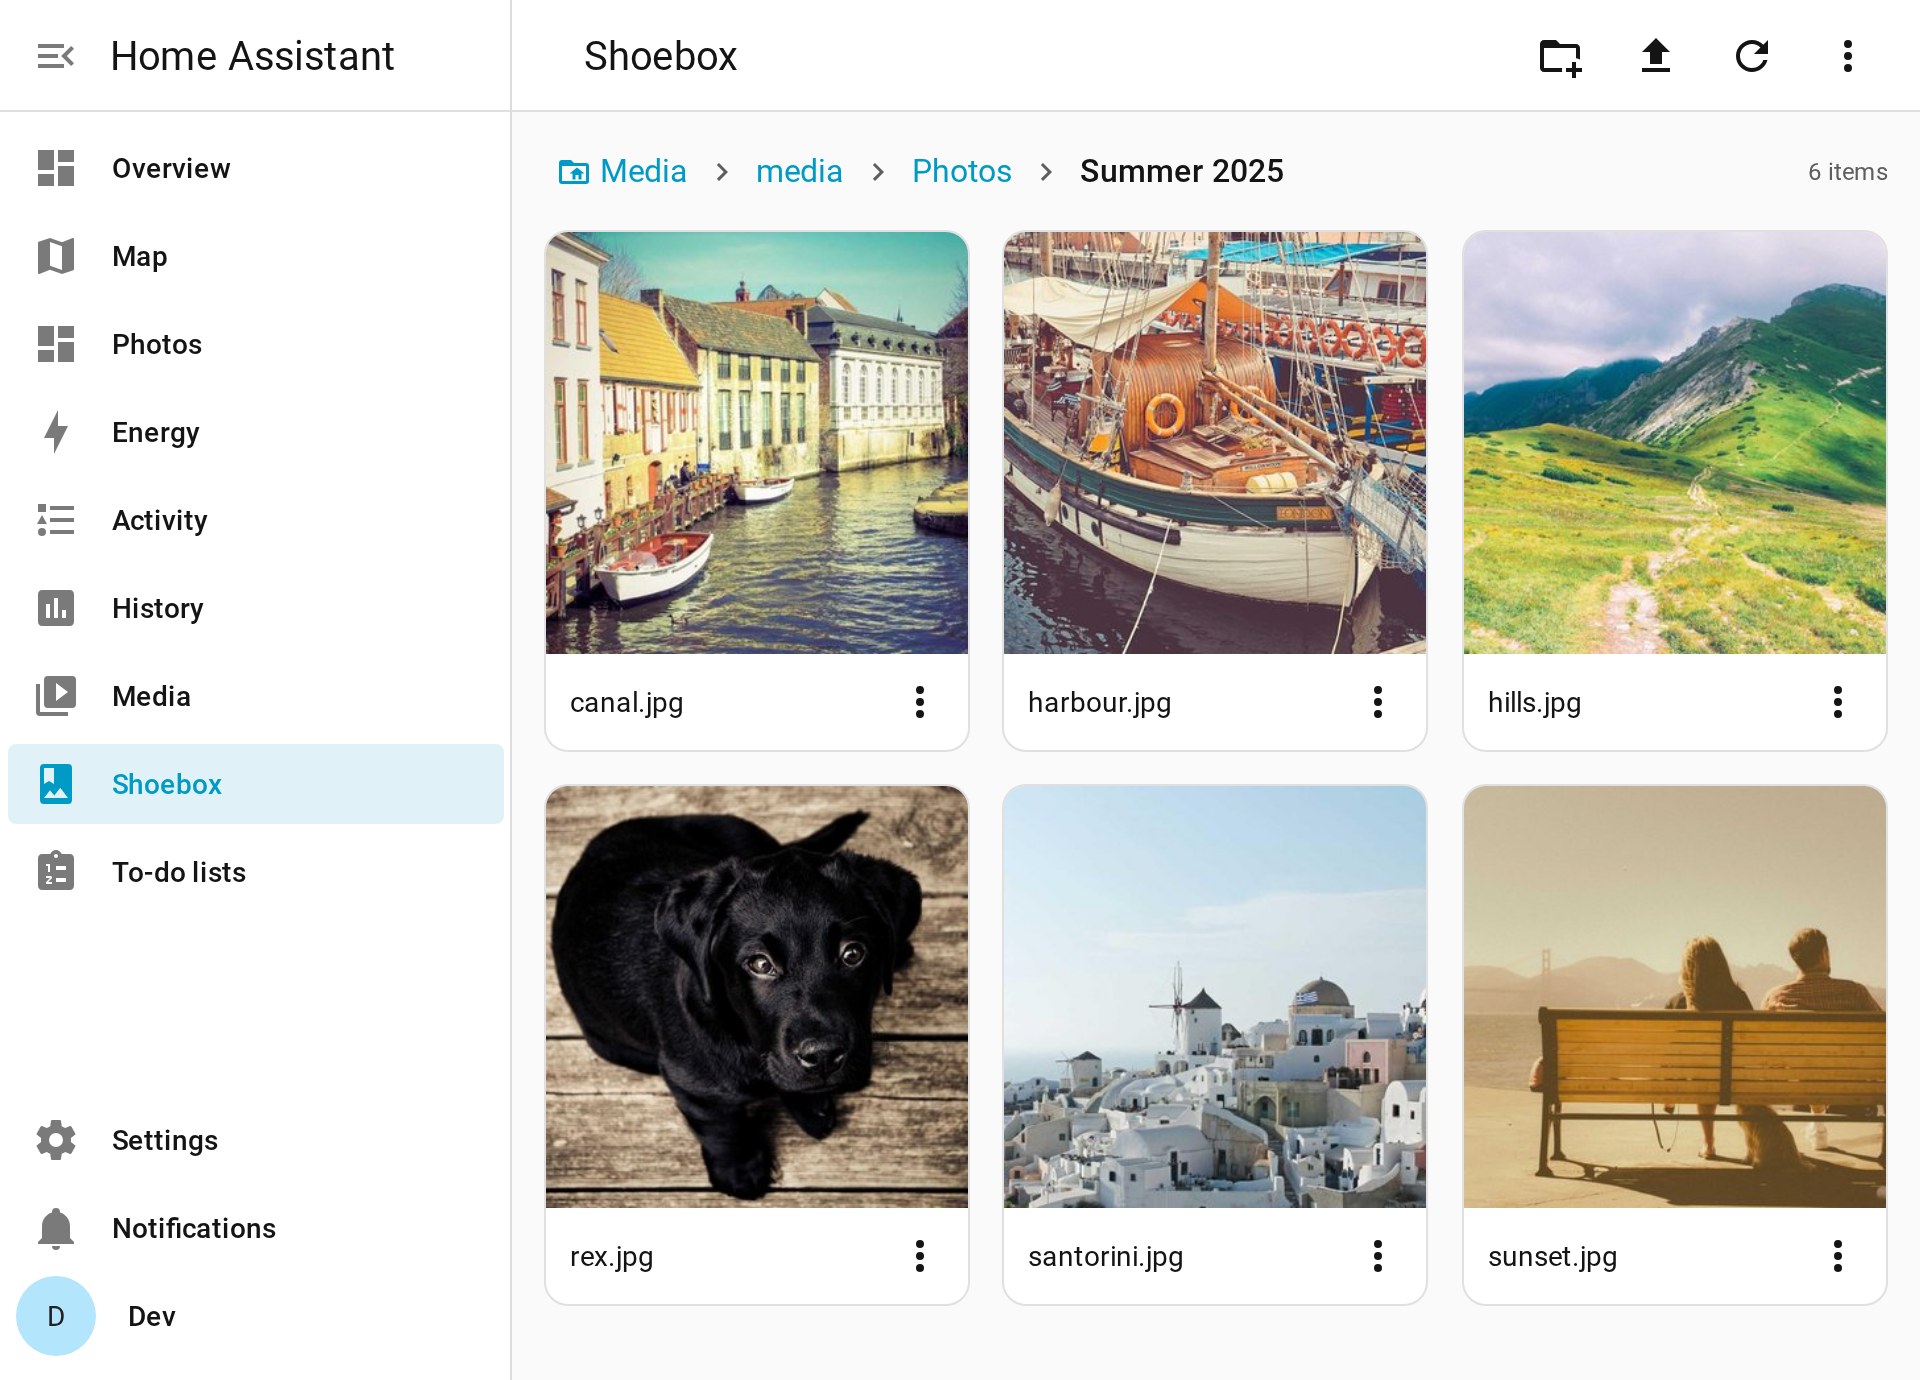 Home Assistant
Shoebox
Overview
Map
Photos
Energy
Activity
History
Media
Shoebox
To-do lists
Settings
Notifications
D
Dev
Media
media
Photos
Summer 2025
6 items
canal.jpg
harbour.jpg
hills.jpg
rex.jpg
santorini.jpg
sunset.jpg